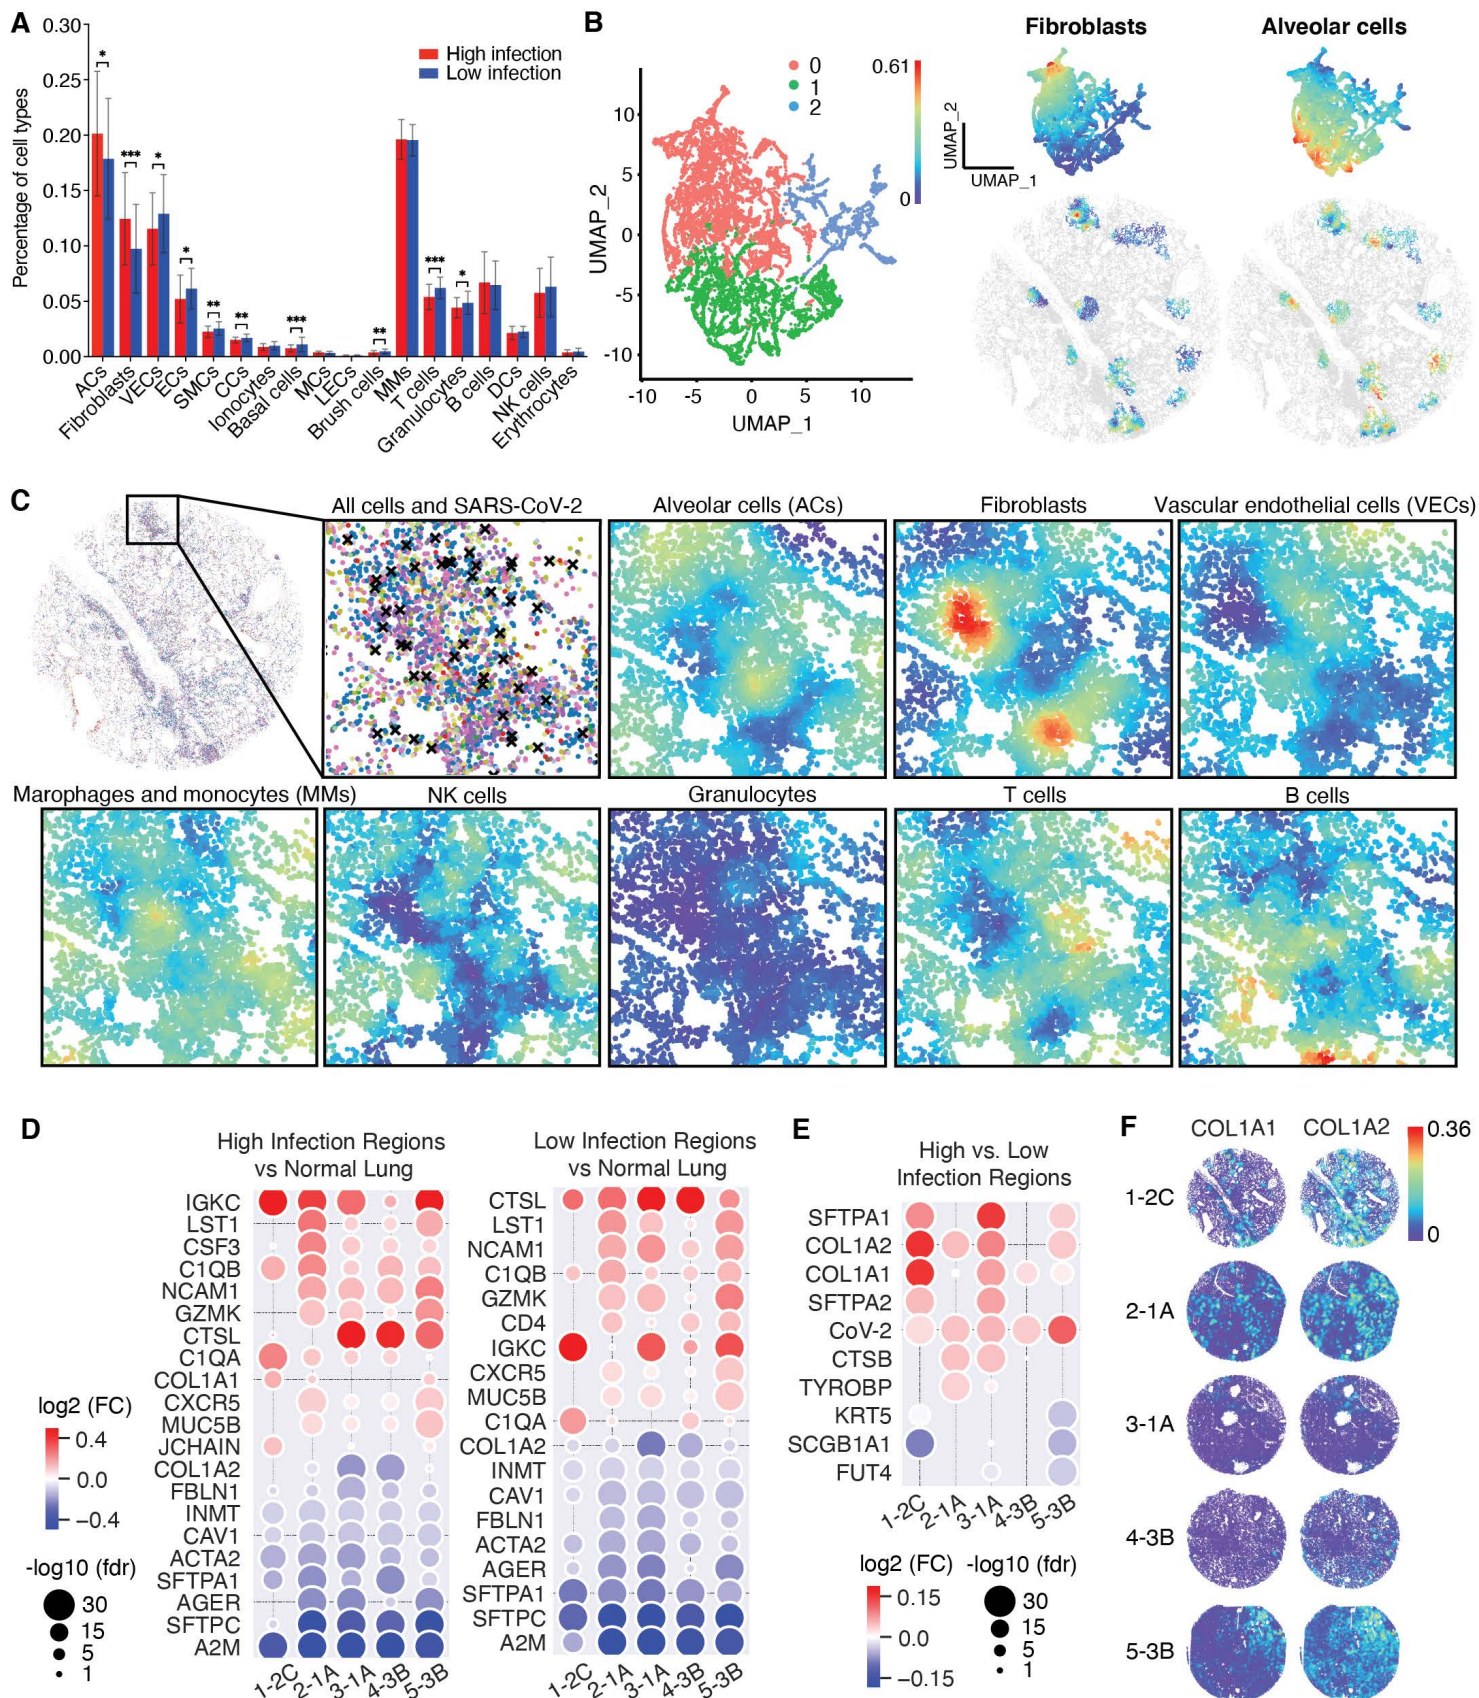 A
0.30
0.25
0.20
0.15
0.10
0.05
0.00
Percentage of cell types
High infection
Low infection
*
***
*
*
**
**
***
**
***
*
ACs
Fibroblasts
VECs
ECs
SMCs
CCs
Ionocytes
Basal cells
MCs
LECs
Brush cells
MMs
T cells
Granulocytes
B cells
DCs
NK cells
Erythrocytes
B
0
1
2
0.61
0
10
5
0
-5
-10
UMAP_2
-10
-5
0
5
10
UMAP_1
Fibroblasts
Alveolar cells
UMAP_2
UMAP_1
C
All cells and SARS-CoV-2
Alveolar cells (ACs)
Fibroblasts
Vascular endothelial cells (VECs)
Marophages and monocytes (MMs)
NK cells
Granulocytes
T cells
B cells
D
High Infection Regions
vs Normal Lung
IGKC
LST1
CSF3
C1QB
NCAM1
GZMK
CTSL
C1QA
COL1A1
CXCR5
MUC5B
JCHAIN
COL1A2
FBLN1
INMT
CAV1
ACTA2
SFTPA1
AGER
SFTPC
A2M
1-2C
2-1A
3-1A
4-3B
5-3B
log2 (FC)
0.4
0.0
−0.4
-log10 (fdr)
30
15
5
1
Low Infection Regions
vs Normal Lung
CTSL
LST1
NCAM1
C1QB
GZMK
CD4
IGKC
CXCR5
MUC5B
C1QA
COL1A2
INMT
CAV1
FBLN1
ACTA2
AGER
SFTPA1
SFTPC
A2M
1-2C
2-1A
3-1A
4-3B
5-3B
E
High vs. Low
Infection Regions
SFTPA1
COL1A2
COL1A1
SFTPA2
CoV-2
CTSB
TYROBP
KRT5
SCGB1A1
FUT4
1-2C
2-1A
3-1A
4-3B
5-3B
log2 (FC)
0.15
0.0
−0.15
-log10 (fdr)
30
15
5
1
F
COL1A1
COL1A2
0.36
0
1-2C
2-1A
3-1A
4-3B
5-3B